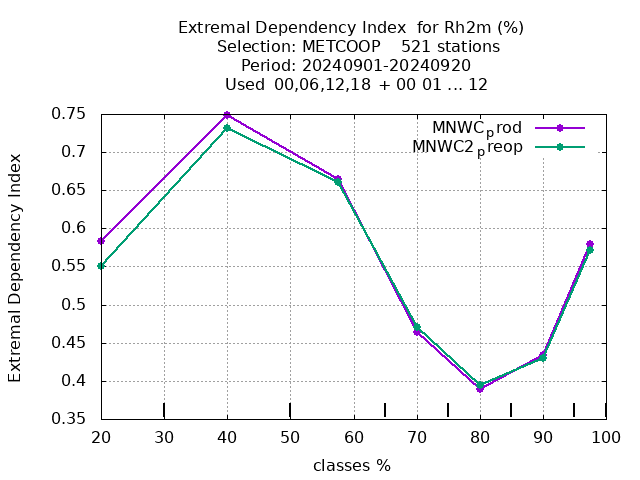 Extremal Dependency Index  for Rh2m (%)
Selection: METCOOP    521 stations
Period: 20240901-20240920
Used  00,06,12,18 + 00 01 ... 12
MNWCprod
MNWC2preop
Extremal Dependency Index
0.75
0.7
0.65
0.6
0.55
0.5
0.45
0.4
0.35
20 30 40 50 60 70 80 90 100
classes %